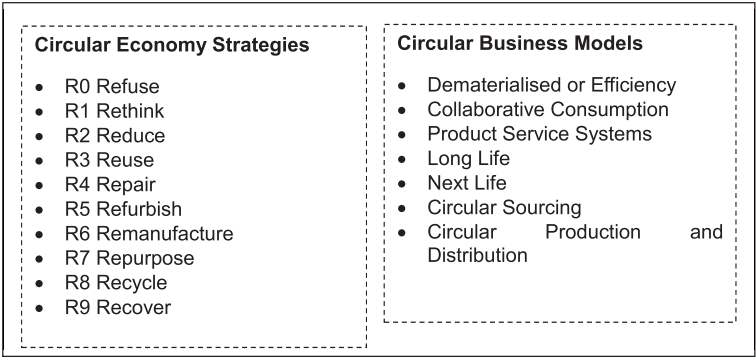 Circular Economy Strategies
• R0 Refuse
• R1 Rethink
• R2 Reduce
• R3 Reuse
• R4 Repair
• R5 Refurbish
• R6 Remanufacture
• R7 Repurpose
• R8 Recycle
• R9 Recover
Circular Business Models
• Dematerialised or Efficiency
• Collaborative Consumption
• Product Service Systems
• Long Life
• Next Life
• Circular Sourcing
• Circular Production and
Distribution